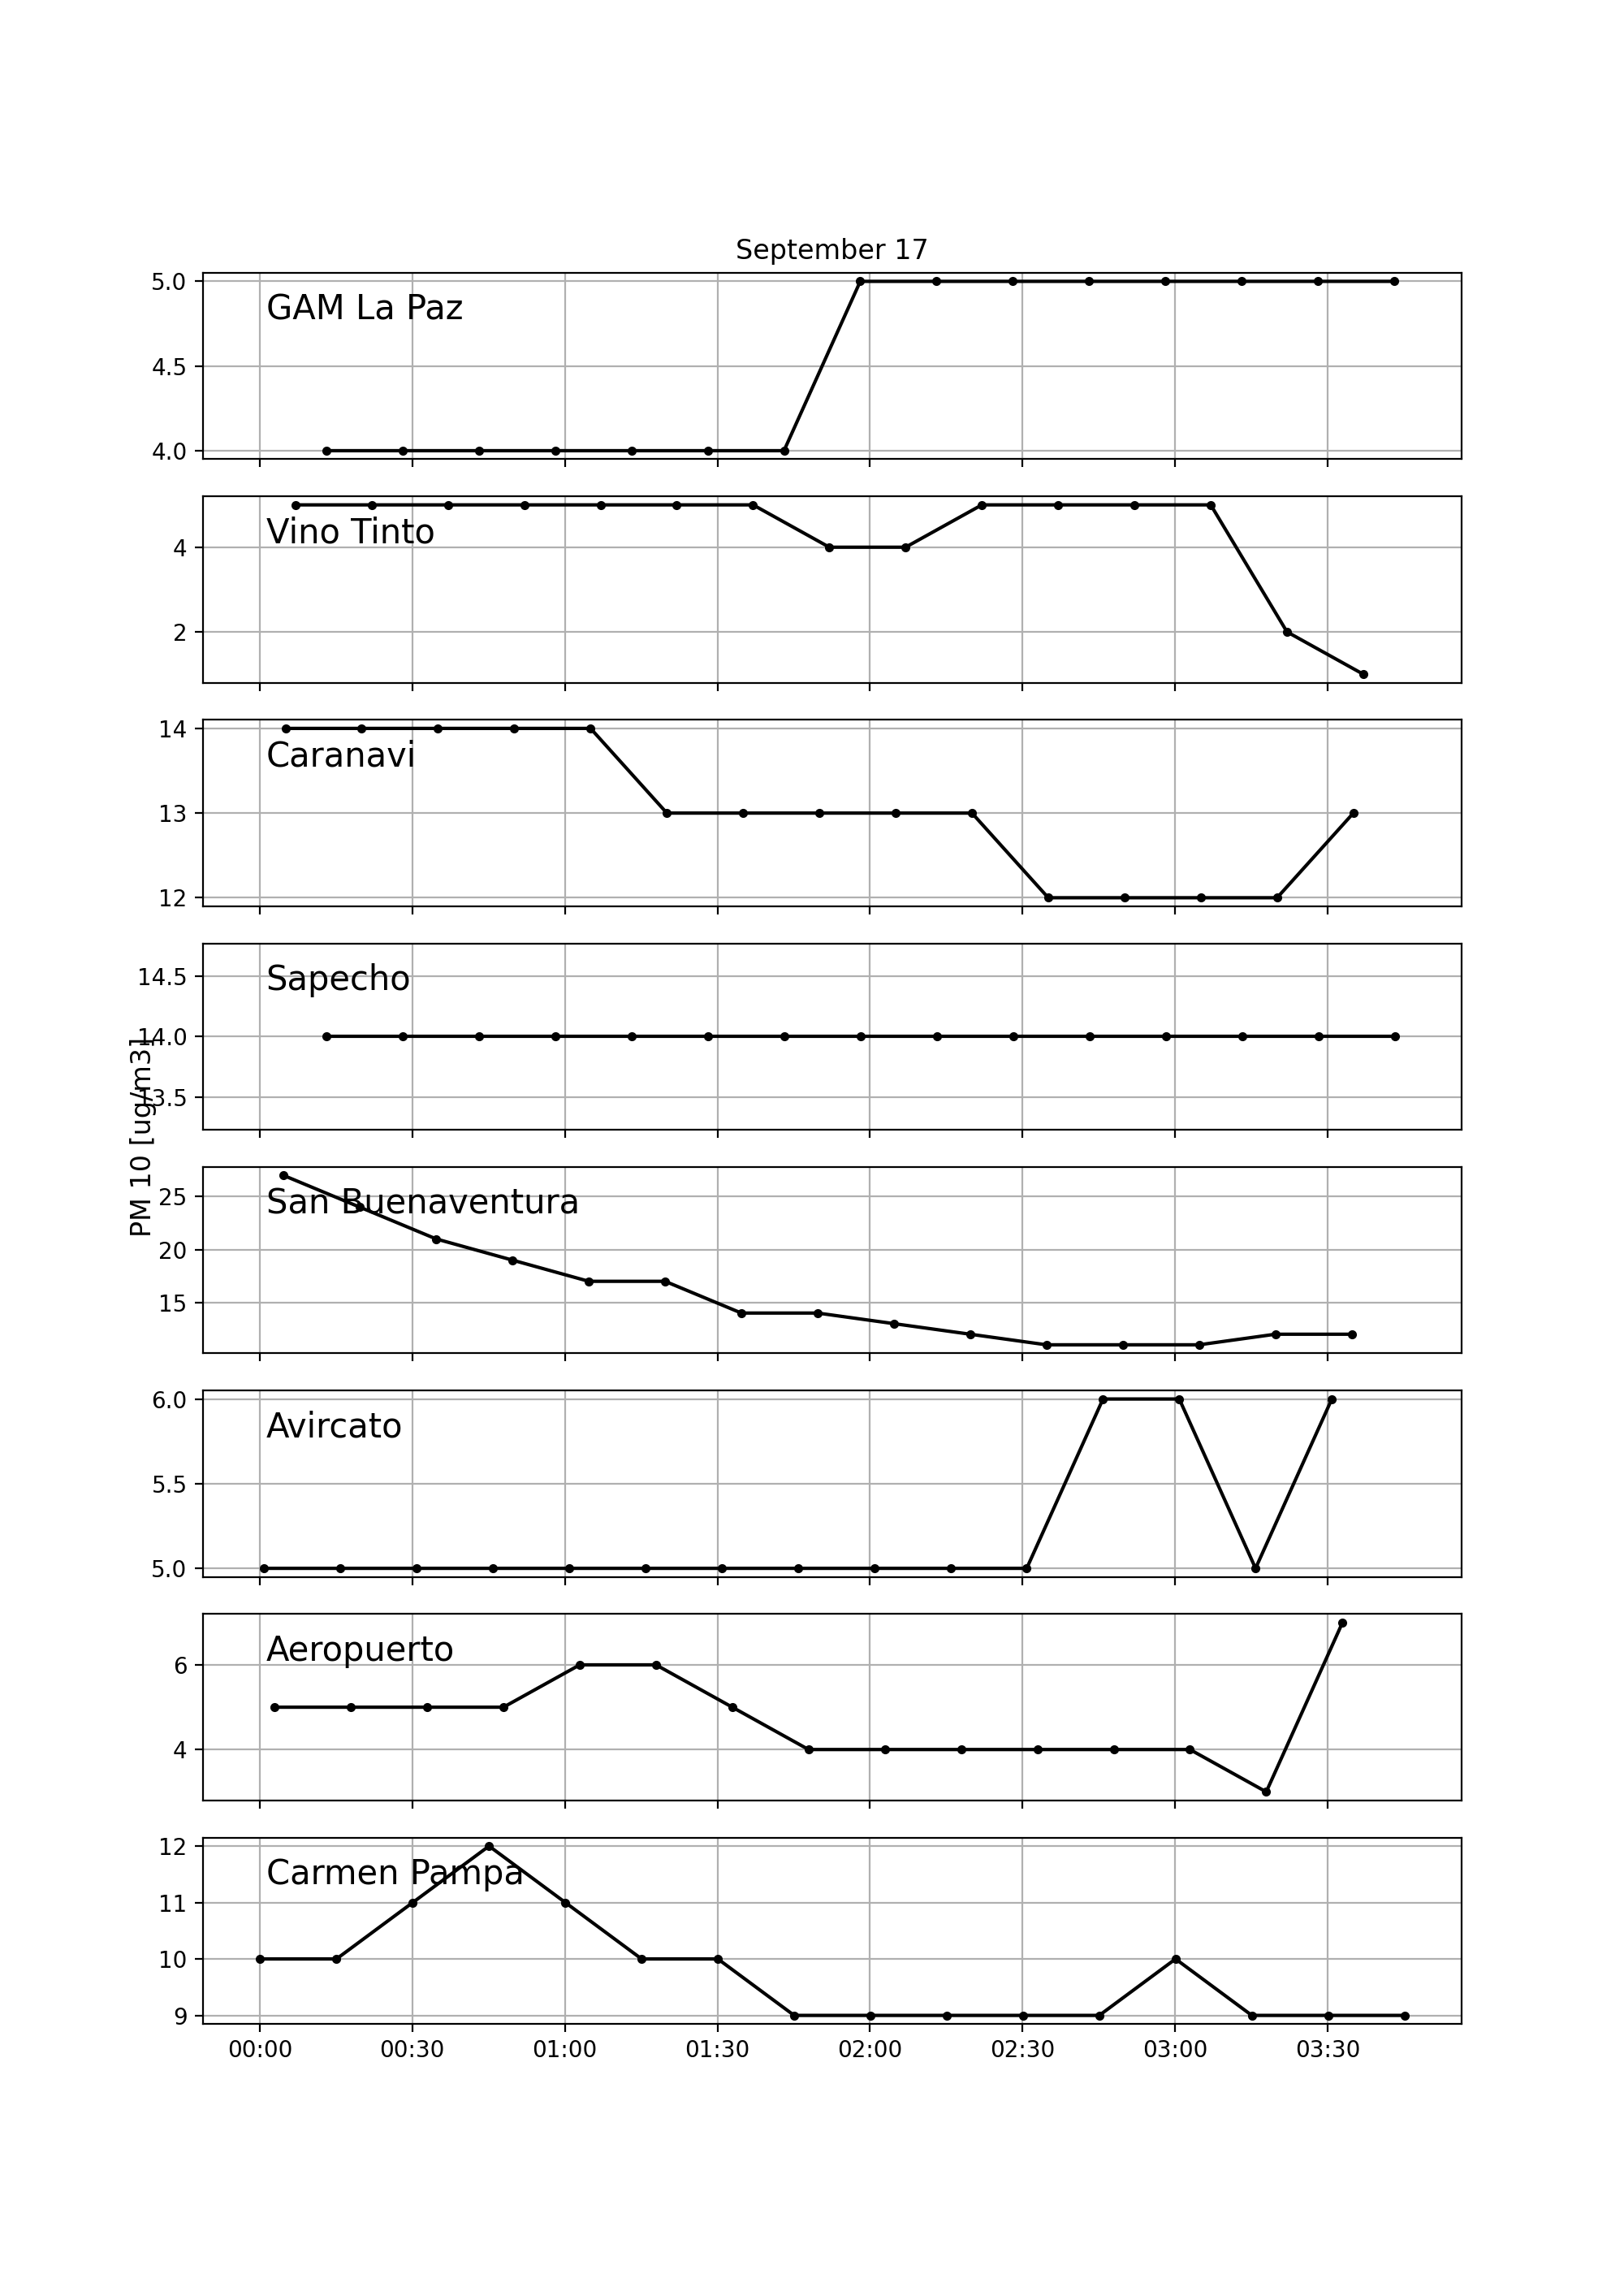 September 17
5.0
GAM La Paz
4.5
4.0
Vino Tinto
4
2
14
Caranavi
13
12
14.5
Sapecho
14.0
13.5
PM 10 [ug/m3]
25
San Buenaventura
20
15
6.0
Avircato
5.5
5.0
Aeropuerto
6
4
12
Carmen Pampa
11
10
9
00:00 00:30 01:00 01:30 02:00 02:30 03:00 03:30